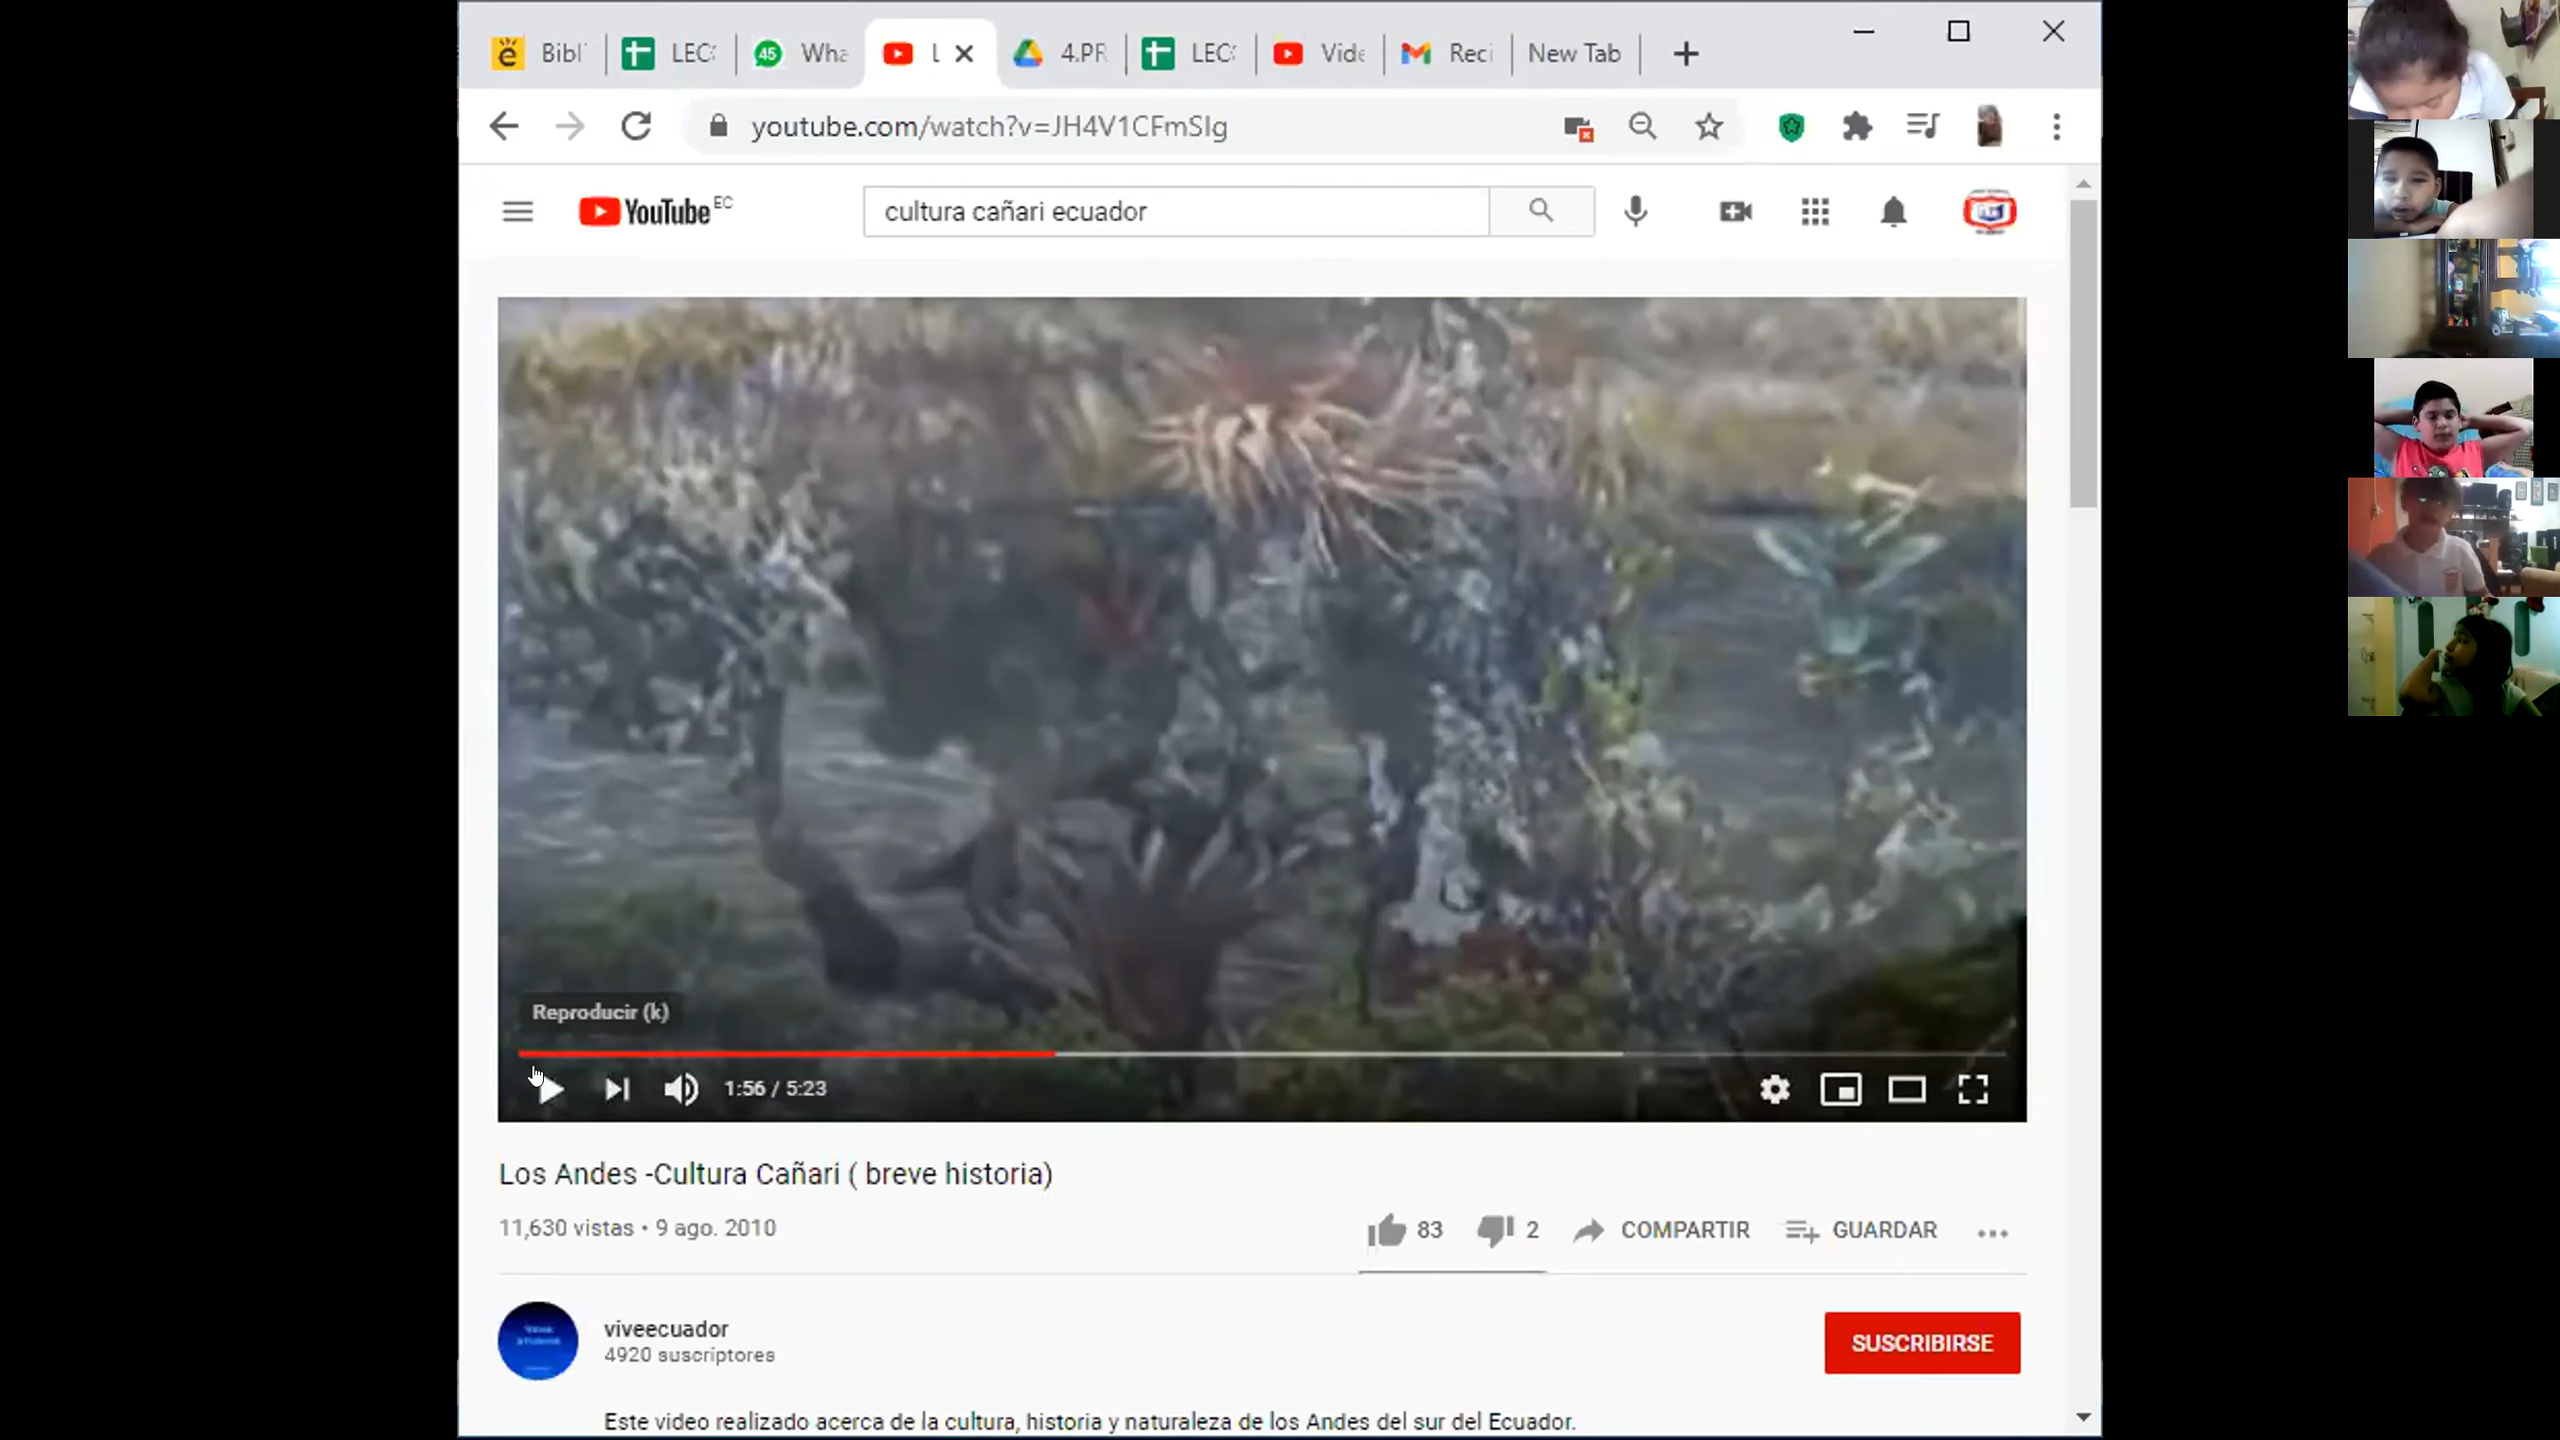 Bibl
LEC
45
Wha
L
4.PR
LEC
Vide
Reci
New Tab
youtube.com/watch?v=JH4V1CFmSIg
YouTube EC
cultura cañari ecuador
Reproducir (k)
1:56 / 5:23
Los Andes -Cultura Cañari ( breve historia)
11,630 vistas • 9 ago. 2010
83
2
COMPARTIR
GUARDAR
viveecuador
4920 suscriptores
SUSCRIBIRSE
Este video realizado acerca de la cultura, historia y naturaleza de los Andes del sur del Ecuador.